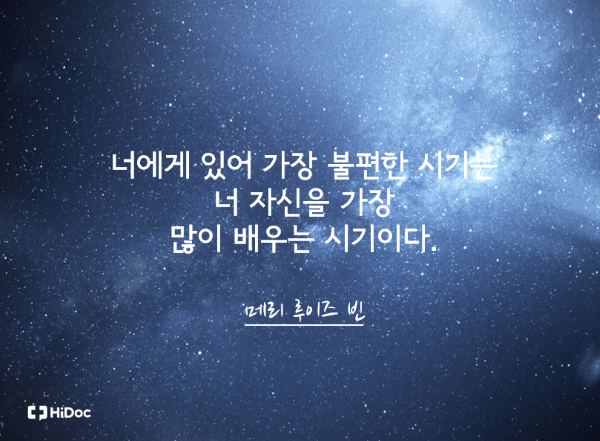 너에게 있어 가장 불편한 시기는
너 자신을 가장
많이 배우는 시기이다.
메리 루이즈 빈
HiDoc